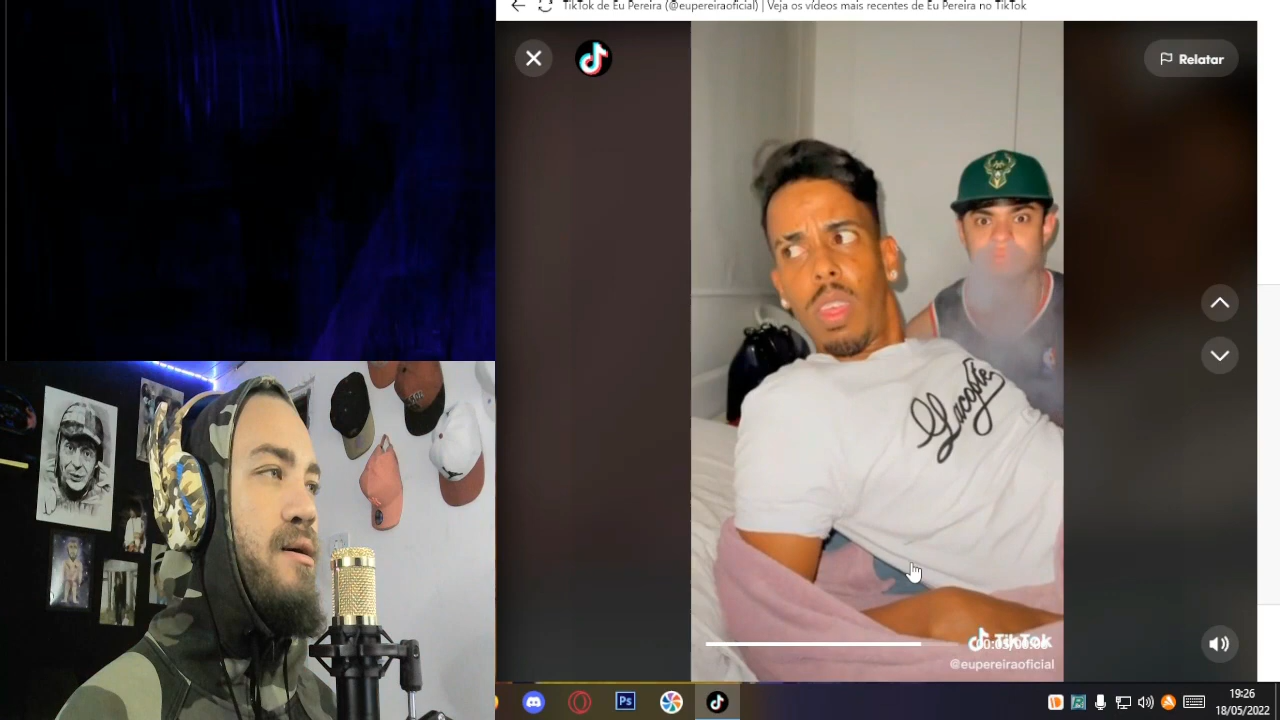 TikTok de Eu Pereira (@eupereiraoficial) | Veja os vídeos mais recentes de Eu Pereira no TikTok
Relatar
Lacoste
TikTok
@eupereiraoficial
Ps
19:26
18/05/2022